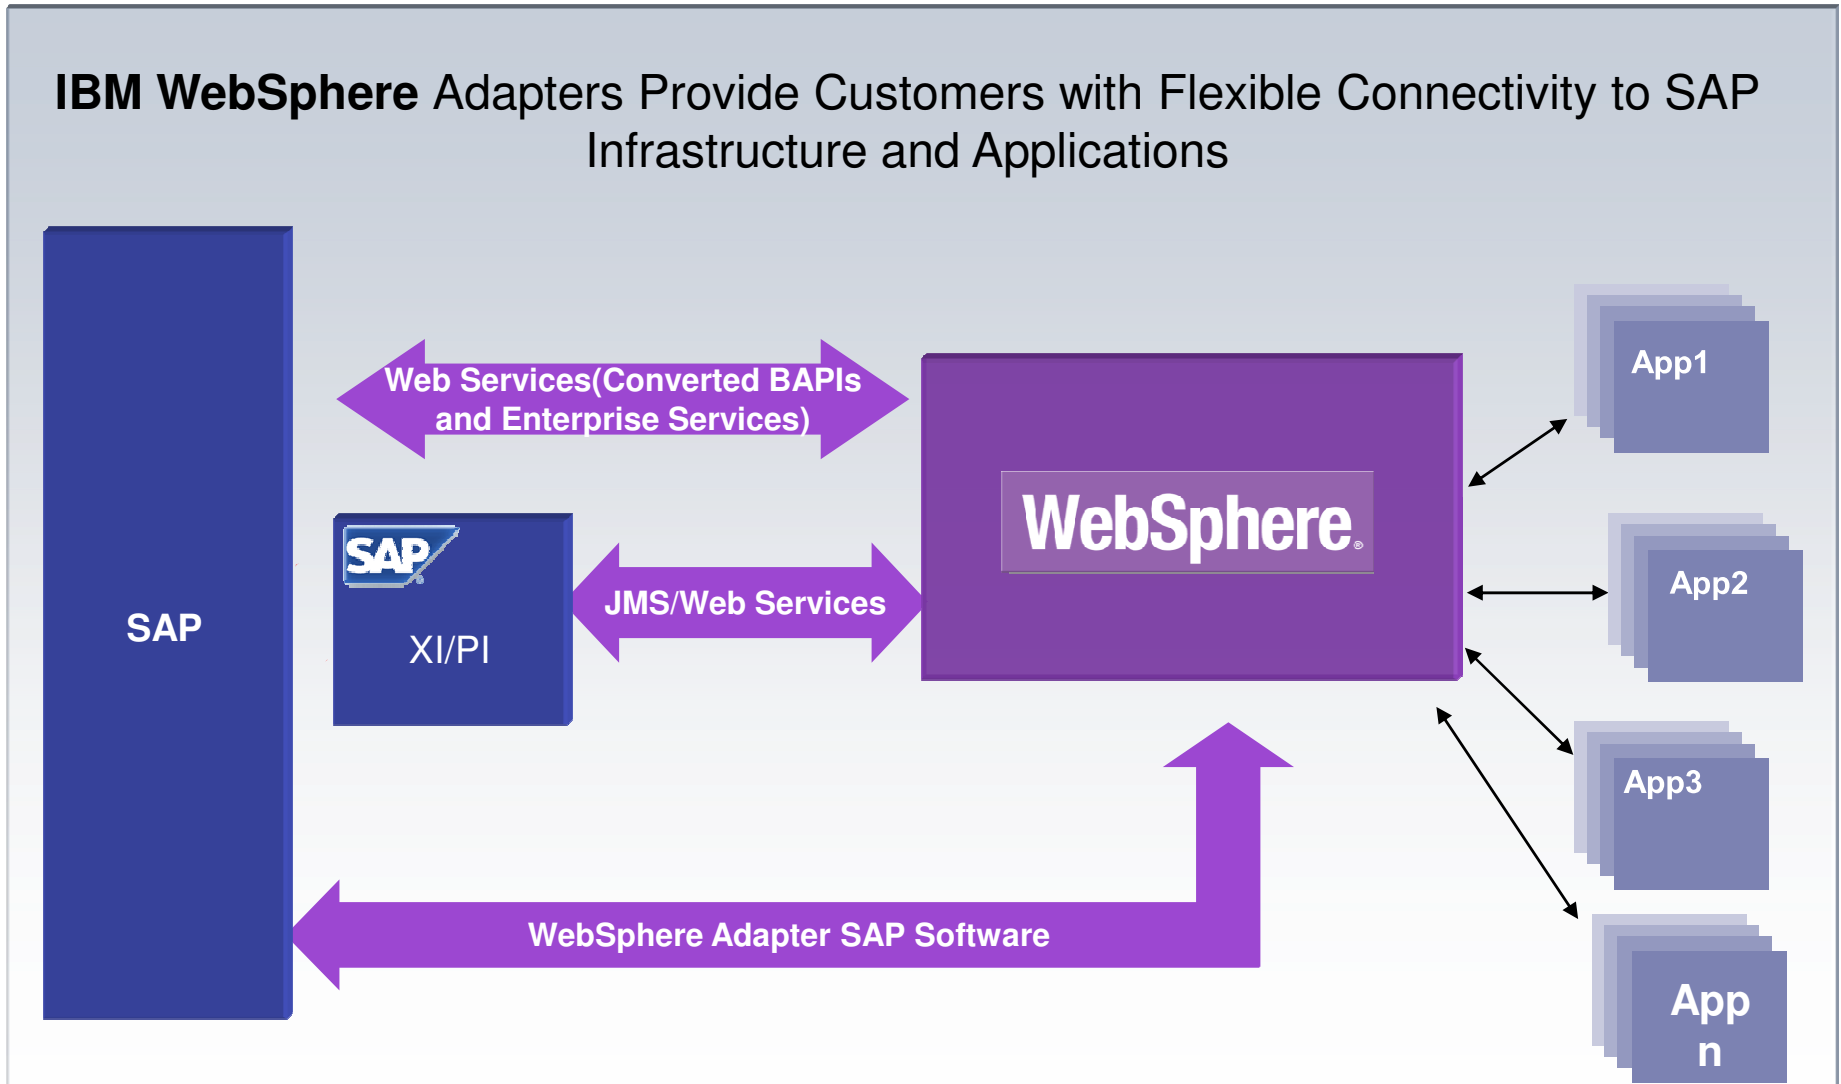 IBM WebSphere Adapters Provide Customers with Flexible Connectivity to SAP
Infrastructure and Applications
SAP
Web Services(Converted BAPIs
and Enterprise Services)
SAP
XI/PI
JMS/Web Services
WebSphere®
WebSphere Adapter SAP Software
App1
App2
App3
App
n